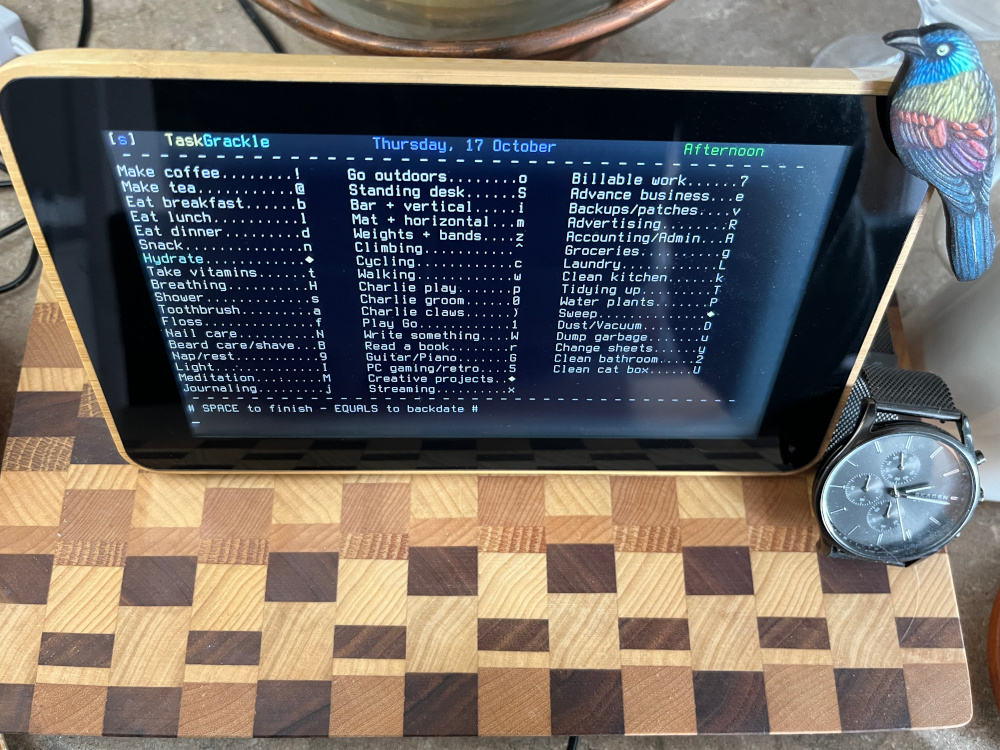 [s] TaskGrackle Thursday, 17 October Afternoon
Make coffee........!
Make tea...........@
Eat breakfast......b
Eat lunch..........l
Eat dinner.........d
Snack..............n
Hydrate............◆
Take vitamins......t
Breathing..........H
Shower.............s
Toothbrush.........a
Floss..............f
Nail care..........N
Beard care/shave...B
Nap/rest...........9
Light..............I
Meditation.........M
Journaling.........j
Go outdoors........o
Standing desk......S
Bar + vertical.....i
Mat + horizontal...m
Weights + bands....z
Climbing...........^
Cycling............c
Walking............w
Charlie play.......p
Charlie groom......0
Charlie claws......)
Play Go............1
Write something....W
Read a book........r
Guitar/Piano.......G
PC gaming/retro....5
Creative projects..◆
Streaming..........x
Billable work......7
Advance business...e
Backups/patches....v
Advertising........R
Accounting/Admin...A
Groceries..........g
Laundry............L
Clean kitchen......k
Tidying up.........T
Water plants.......P
Sweep..............◆
Dust/Vacuum........D
Dump garbage.......u
Change sheets......y
Clean bathroom.....2
Clean cat box......U
# SPACE to finish - EQUALS to backdate #
SKAGEN